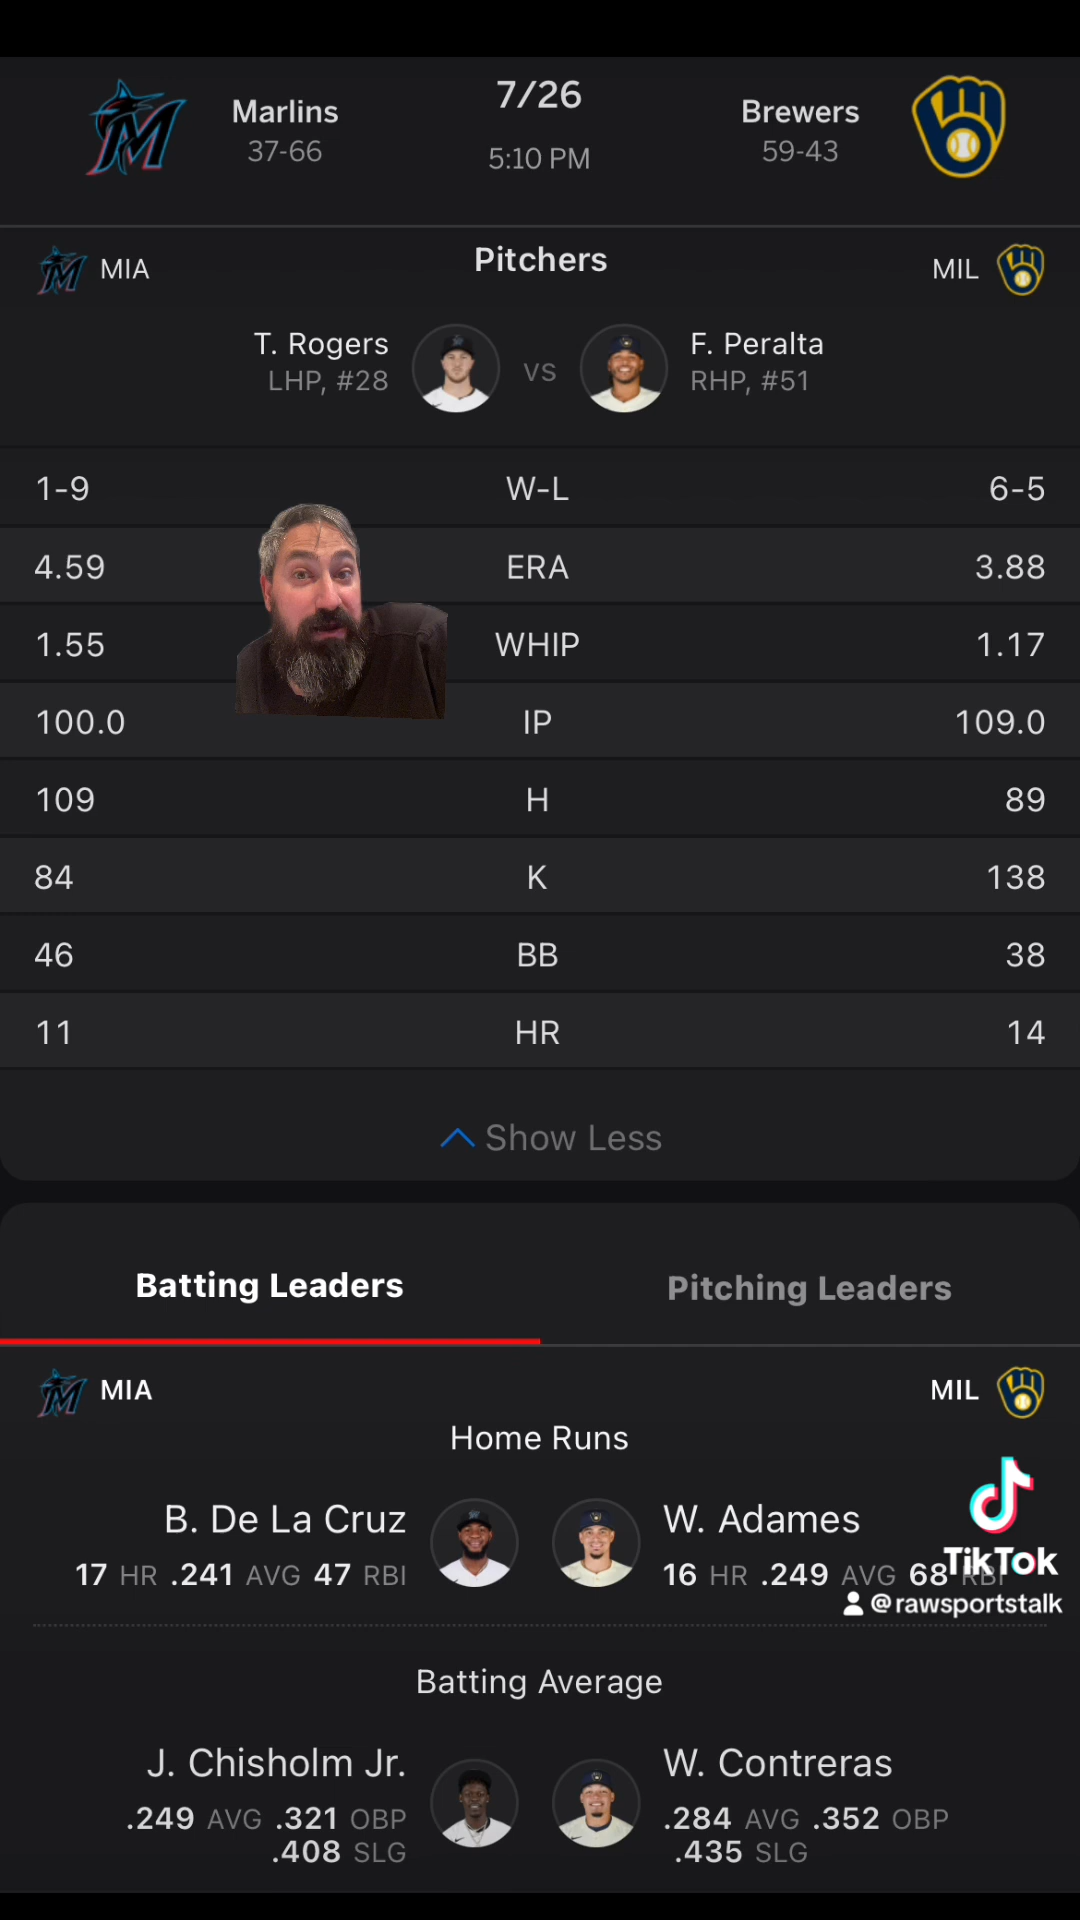 Marlins
37-66
7/26
5:10 PM
Brewers
59-43
MIA
Pitchers
MIL
T. Rogers
LHP, #28
vs
F. Peralta
RHP, #51
1-9 W-L 6-5
4.59 ERA 3.88
1.55 WHIP 1.17
100.0 IP 109.0
109 H 89
84 K 138
46 BB 38
11 HR 14
Show Less
Batting Leaders
Pitching Leaders
MIA
MIL
Home Runs
B. De La Cruz
17 HR .241 AVG 47 RBI
W. Adames
16 HR .249 AVG 68 RBI
TikTok
@rawsportstalk
Batting Average
J. Chisholm Jr.
.249 AVG .321 OBP
.408 SLG
W. Contreras
.284 AVG .352 OBP
.435 SLG